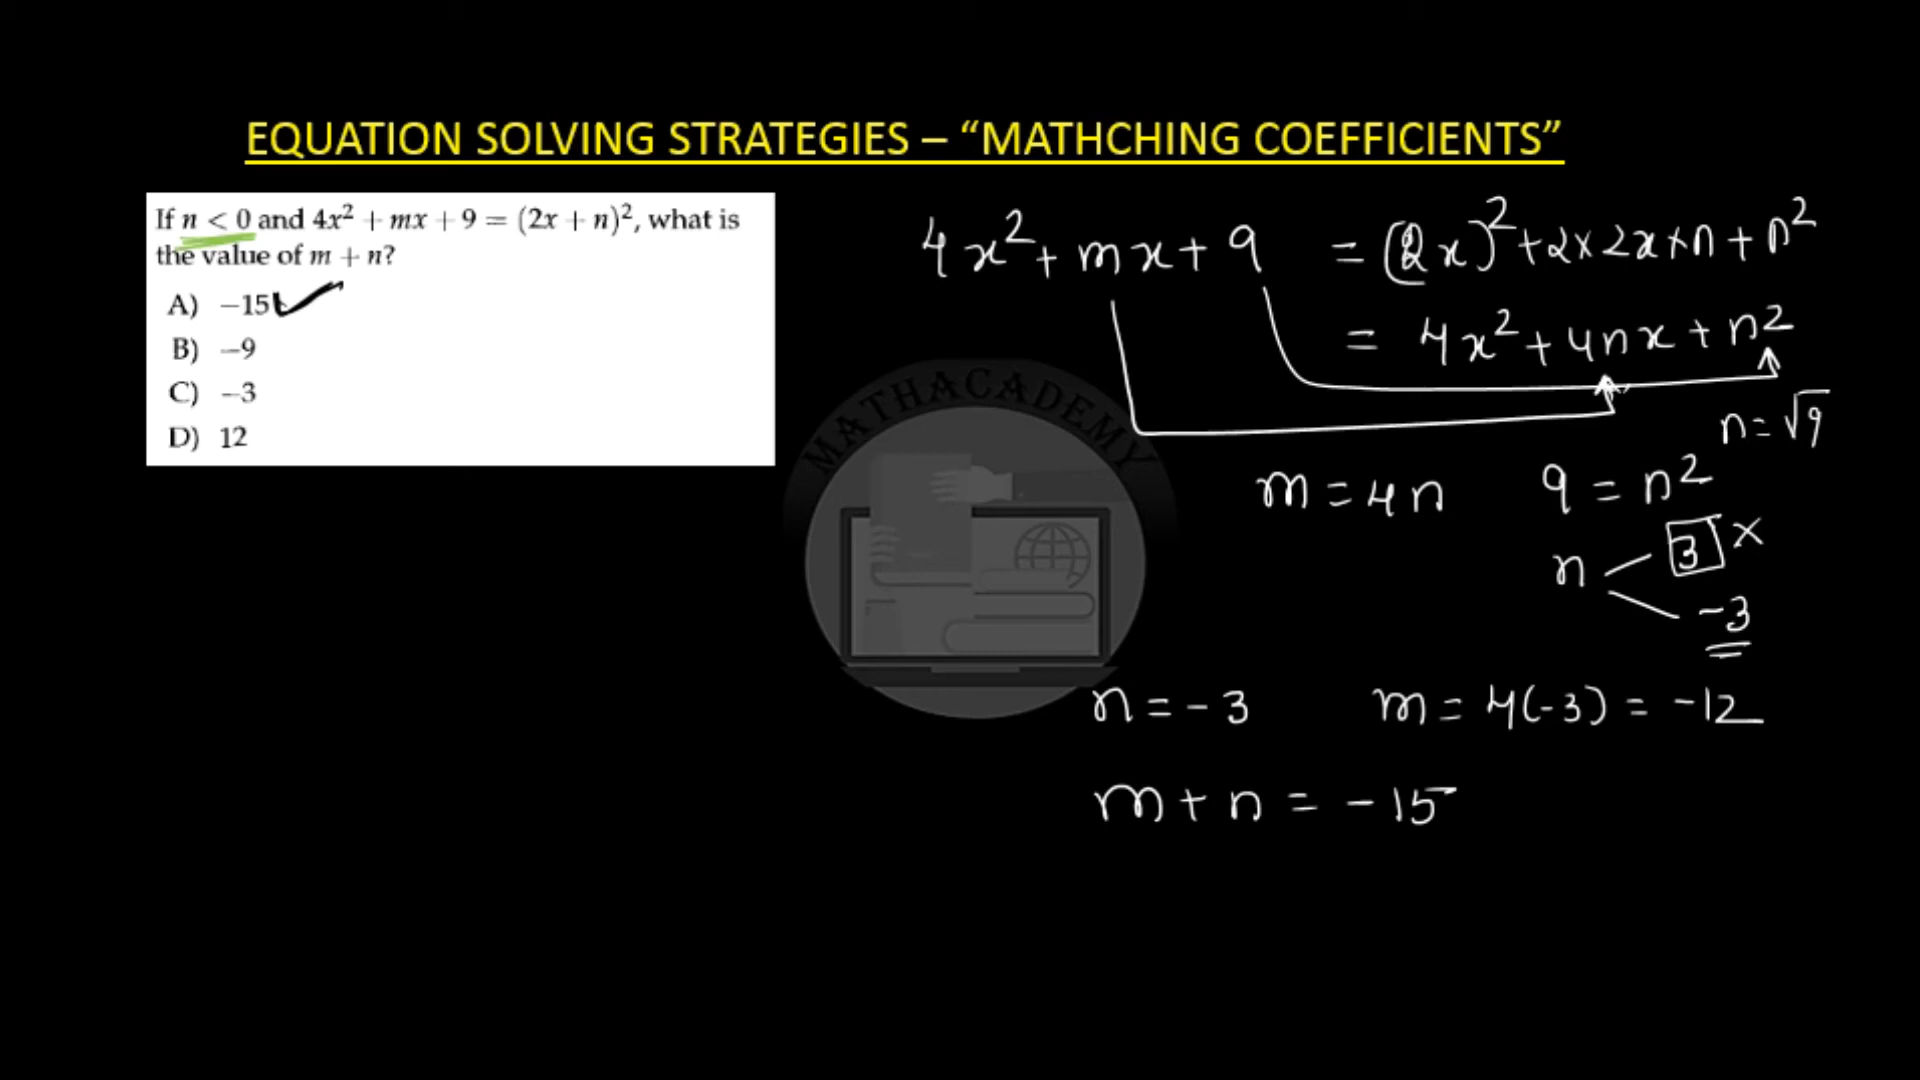 EQUATION SOLVING STRATEGIES – “MATHCHING COEFFICIENTS”
If n < 0 and 4x² + mx + 9 = (2x + n)², what is
the value of m + n?
A) −15
B) −9
C) −3
D) 12
4x² + mx + 9 = (2x)² + 2×2x×n + n²
= 4x² + 4nx + n²
n = √9
m = 4n 9 = n²
n 3 ×
-3
n = -3 m = 4(-3) = -12
m + n = -15
MATHACADEMY